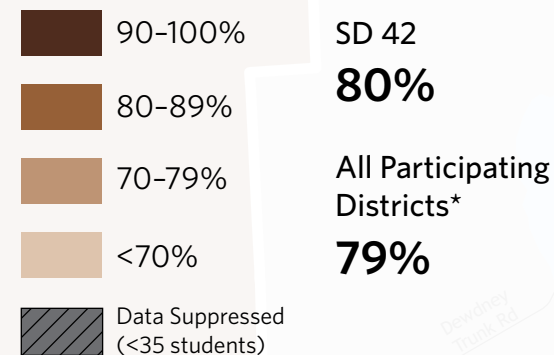 90–100%
80–89%
70–79%
<70%
Data Suppressed
(<35 students)
SD 42
80%
All Participating
Districts*
79%
Dewdney
Trunk Rd